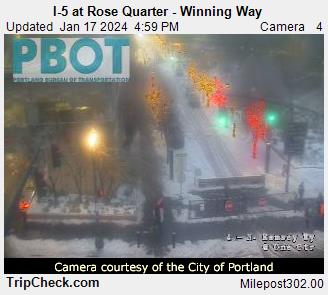 I-5 at Rose Quarter - Winning Way
Updated  Jan 17 2024  4:59 PM
Camera  4
PBOT
PORTLAND BUREAU OF TRANSPORTATION
Camera courtesy of the City of Portland
TripCheck.com
Milepost302.00